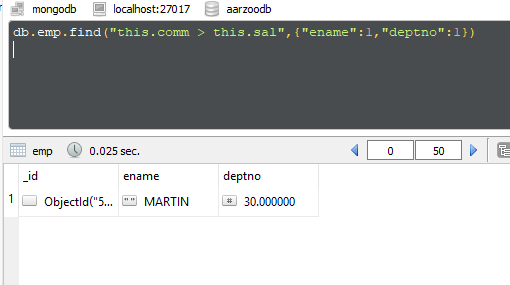 mongodb localhost:27017 aarzoodb
db.emp.find("this.comm > this.sal",{"ename":1,"deptno":1})
emp 0.025 sec. 0 50
_id ename deptno
1 ObjectId("5... "" MARTIN # 30.000000